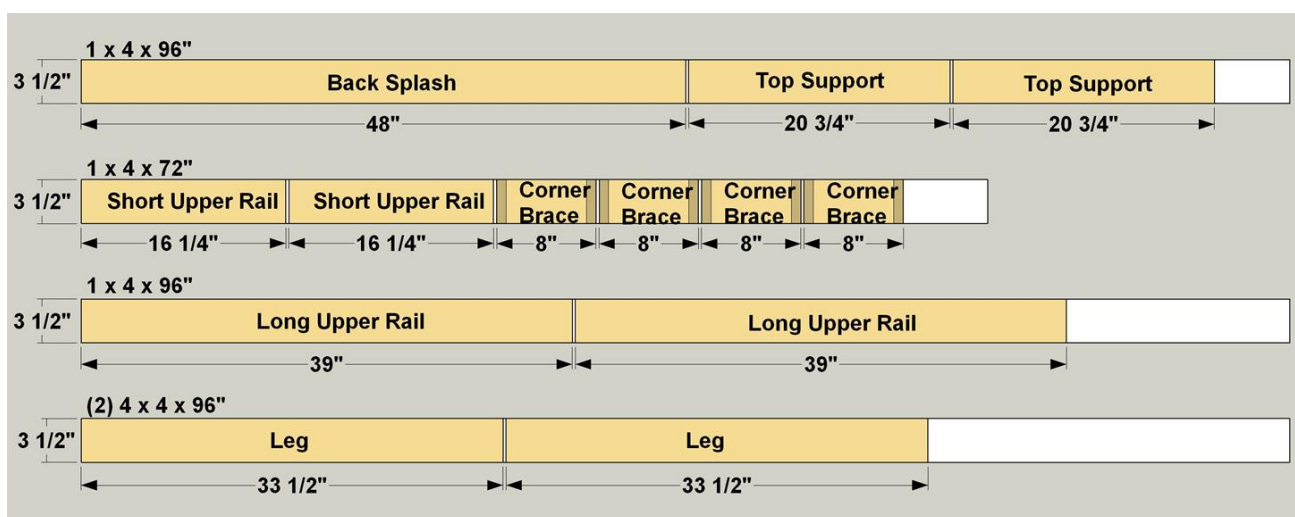 1 x 4 x 96"
3 1/2" Back Splash Top Support Top Support
48" 20 3/4" 20 3/4"
1 x 4 x 72"
3 1/2" Short Upper Rail Short Upper Rail Corner Brace Corner Brace Corner Brace Corner Brace
16 1/4" 16 1/4" 8" 8" 8" 8"
1 x 4 x 96"
3 1/2" Long Upper Rail Long Upper Rail
39" 39"
(2) 4 x 4 x 96"
3 1/2" Leg Leg
33 1/2" 33 1/2"